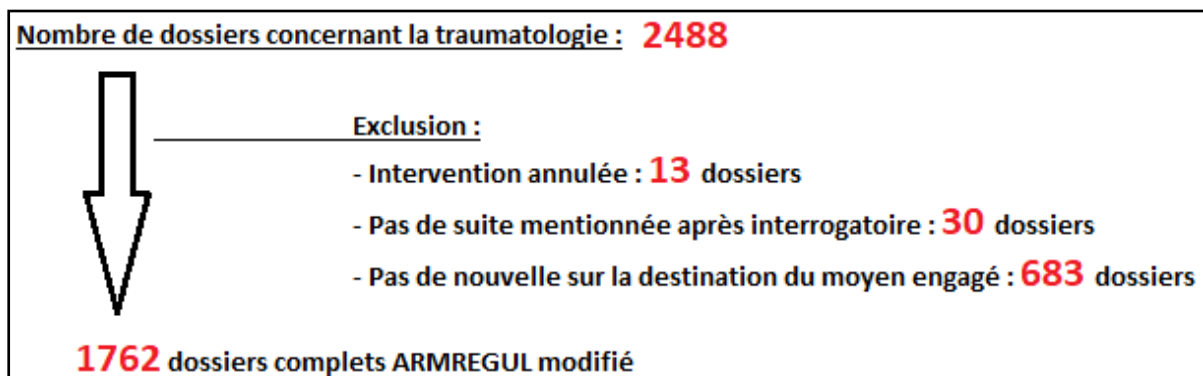 Nombre de dossiers concernant la traumatologie : 2488
Exclusion :
- Intervention annulée : 13 dossiers
- Pas de suite mentionnée après interrogatoire : 30 dossiers
- Pas de nouvelle sur la destination du moyen engagé : 683 dossiers
1762 dossiers complets ARMREGUL modifié